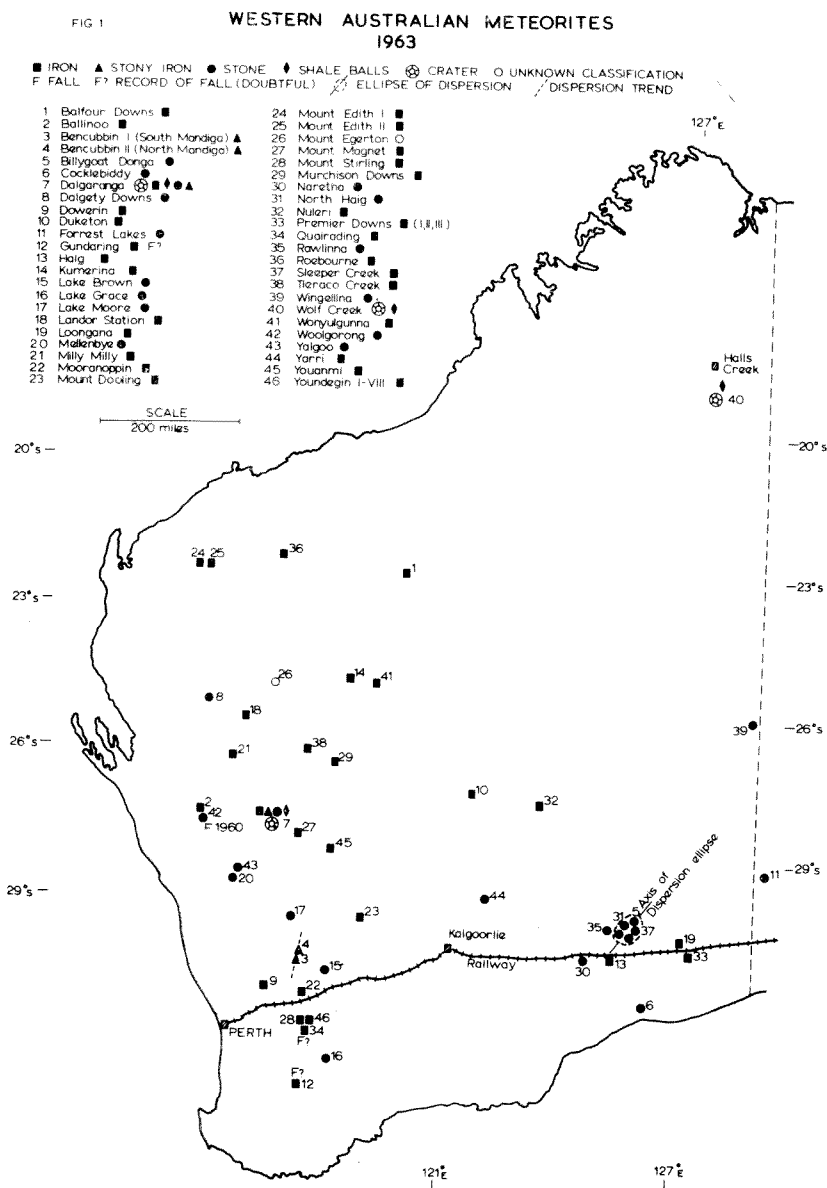 FIG 1
WESTERN AUSTRALIAN METEORITES
1963
■ IRON ▲ STONY IRON ● STONE ♦ SHALE BALLS CRATER O UNKNOWN CLASSIFICATION
F FALL F? RECORD OF FALL (DOUBTFUL) ELLIPSE OF DISPERSION DISPERSION TREND
1 Balfour Downs ■
2 Ballinoo ■
3 Bencubbin I (South Mandiga) ▲
4 Bencubbin II (North Mandiga) ▲
5 Billygoat Donga ●
6 Cocklebiddy ●
7 Dalgaranga ■ ♦ ● ▲
8 Dalgety Downs ●
9 Dowerin ■
10 Duketon ■
11 Forrest Lakes ●
12 Gundaring ■ F?
13 Haig ■
14 Kumerina ■
15 Lake Brown ●
16 Lake Grace ●
17 Lake Moore ●
18 Landor Station ■
19 Loongana ■
20 Mellenbye ●
21 Milly Milly ■
22 Mooranoppin ■
23 Mount Dooling ■
24 Mount Edith I ■
25 Mount Edith II ■
26 Mount Egerton O
27 Mount Magnet ■
28 Mount Stirling ■
29 Murchison Downs ■
30 Naretha ●
31 North Haig ●
32 Nuleri ■
33 Premier Downs ■ (I,II,III)
34 Quairading ■
35 Rawlinna ●
36 Roebourne ■
37 Sleeper Creek ■
38 Tieraco Creek ■
39 Wingellina ●
40 Wolf Creek ♦
41 Wonyulgunna ■
42 Woolgorong ●
43 Yalgoo ●
44 Yarri ■
45 Youanmi ■
46 Youndegin I-VIII ■
SCALE
200 miles
127°E
Halls
Creek
40
20°s
20°s
24 25
36
1
23°s
23°s
26
14
41
8
18
26°s
26°s
39
21
38
29
2
42
F 1960
7
27
45
10
32
43
20
29°s
29°s
11
44
17
23
Axis of
Dispersion ellipse
31
5
35
37
4
3
Kalgoorlie
Railway
30
13
19
33
15
9
22
6
PERTH
28
46
34
F?
16
F?
12
121°E
127°E